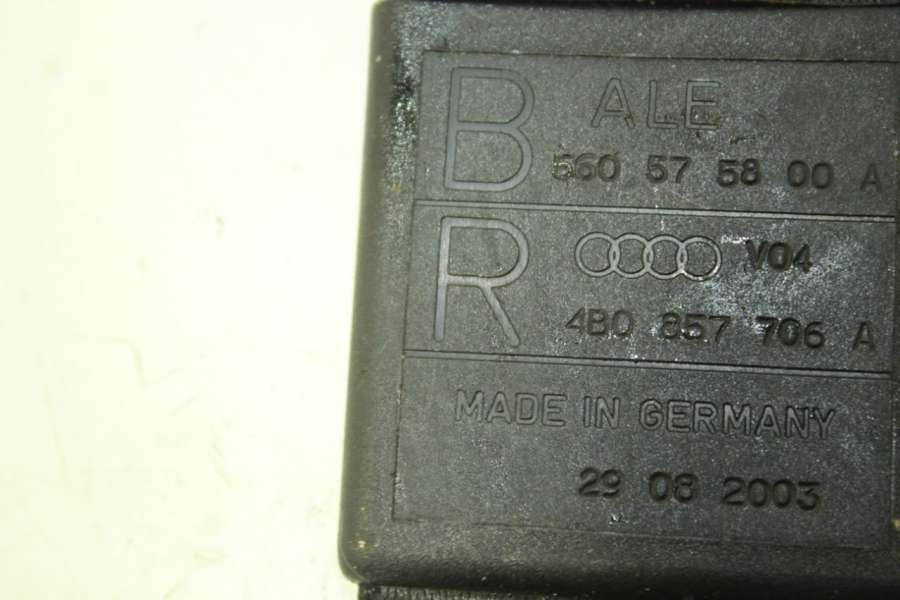 B ALE
560 57 58 00 A
R V04
4B0 857 706 A
MADE IN GERMANY
29 08 2003